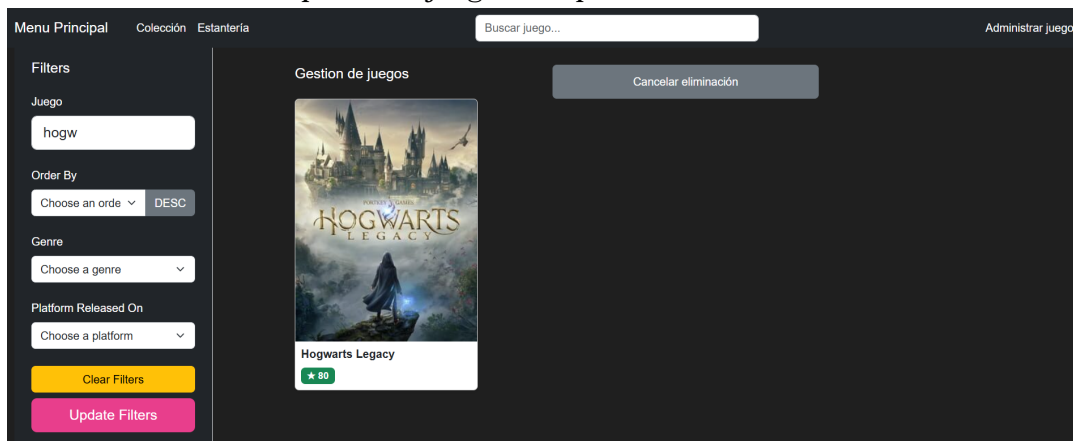 Menu Principal Colección Estantería Buscar juego... Administrar juego
Filters
Juego
hogw
Order By
Choose an orde DESC
Genre
Choose a genre
Platform Released On
Choose a platform
Clear Filters
Update Filters
Gestion de juegos
Cancelar eliminación
PORTKEY GAMES
HOGWARTS
LEGACY
Hogwarts Legacy
★ 80